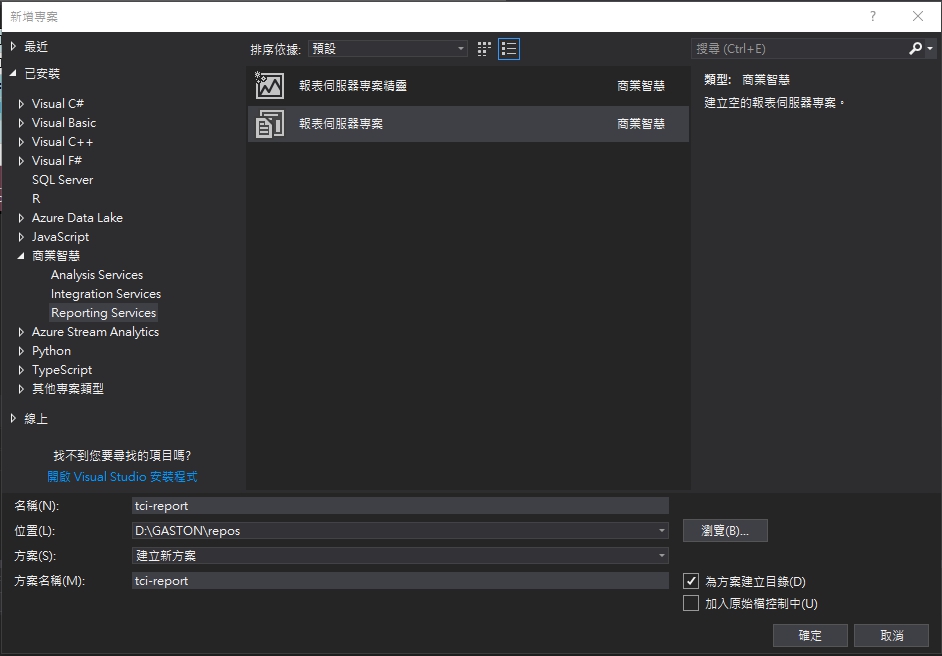 新增專案
?
最近
已安裝
Visual C#
Visual Basic
Visual C++
Visual F#
SQL Server
R
Azure Data Lake
JavaScript
商業智慧
Analysis Services
Integration Services
Reporting Services
Azure Stream Analytics
Python
TypeScript
其他專案類型
線上
找不到您要尋找的項目嗎?
開啟 Visual Studio 安裝程式
排序依據: 預設
報表伺服器專案精靈 商業智慧
報表伺服器專案 商業智慧
搜尋 (Ctrl+E)
類型: 商業智慧
建立空的報表伺服器專案。
名稱(N): tci-report
位置(L): D:\GASTON\repos 瀏覽(B)...
方案(S): 建立新方案
方案名稱(M): tci-report
為方案建立目錄(D)
加入原始檔控制中(U)
確定 取消